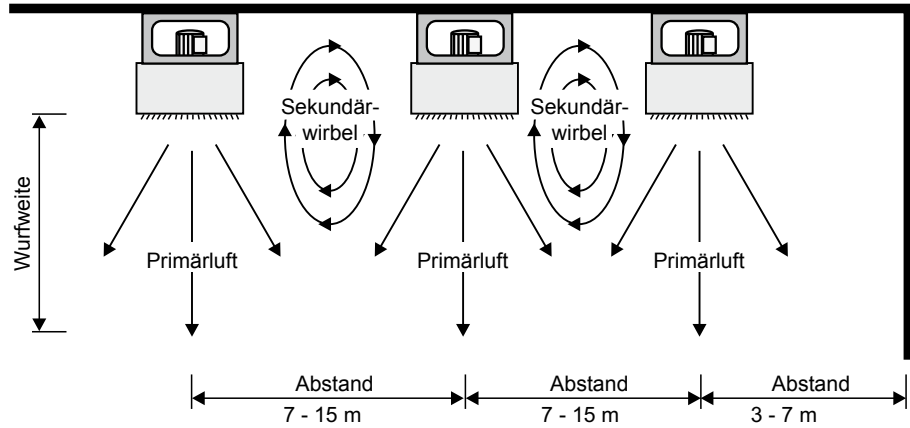 Sekundär-
wirbel
Sekundär-
wirbel
Wurfweite
Primärluft
Primärluft
Primärluft
Abstand
7 - 15 m
Abstand
7 - 15 m
Abstand
3 - 7 m